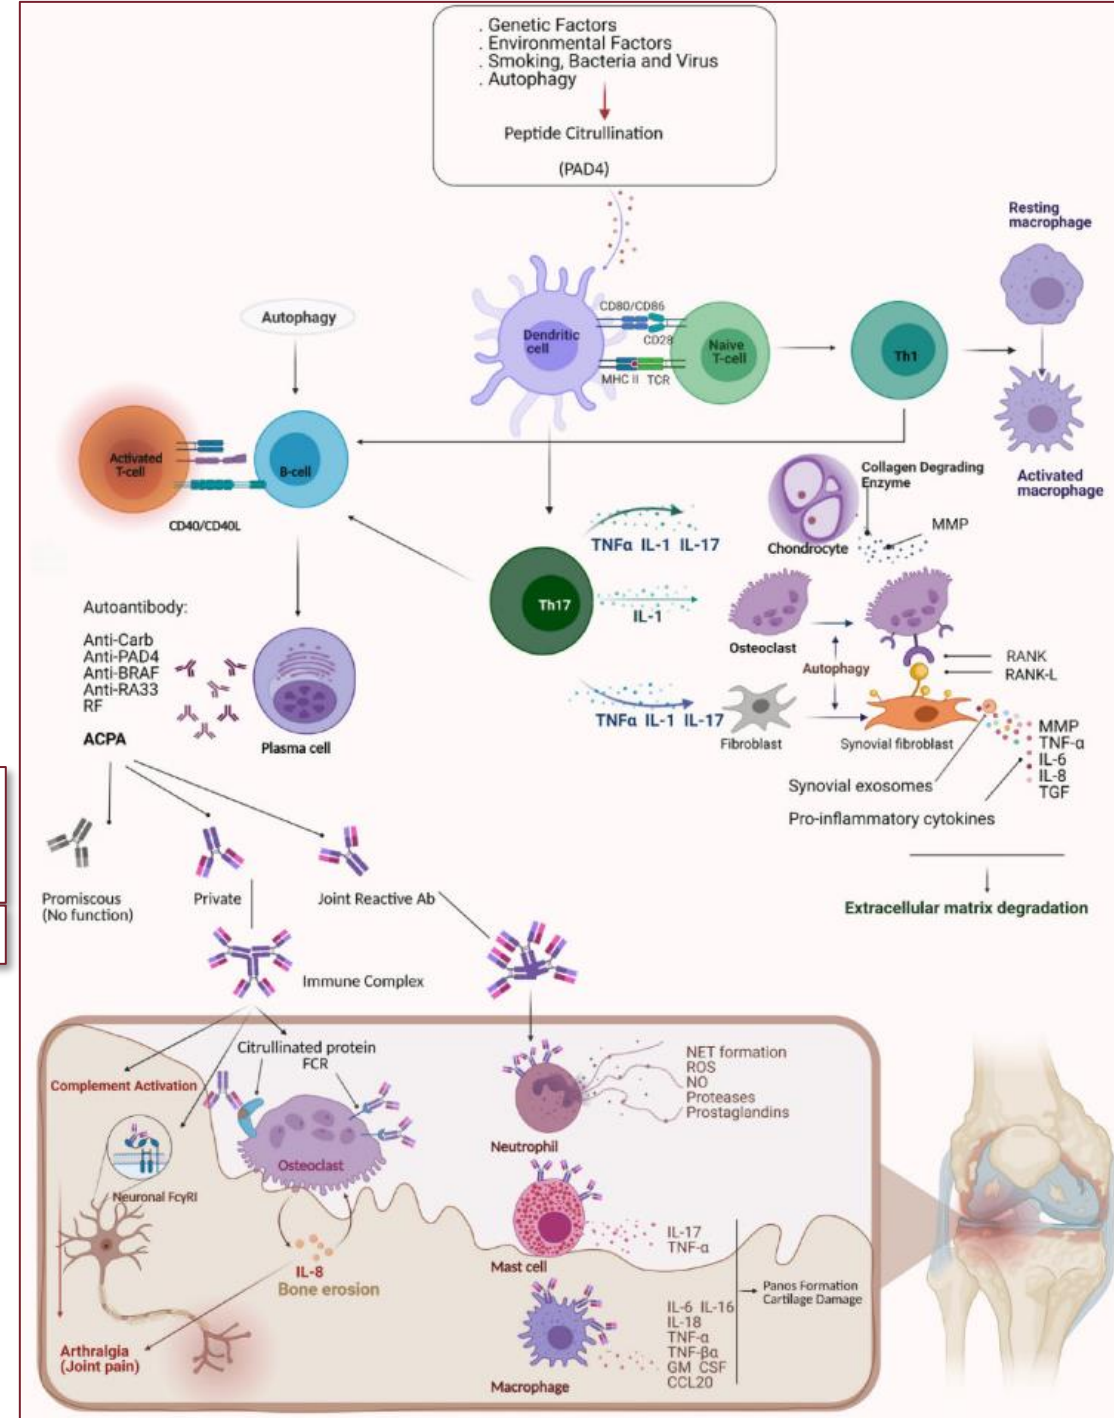 . Genetic Factors
. Environmental Factors
. Smoking, Bacteria and Virus
. Autophagy
Peptide Citrullination
(PAD4)
Resting
macrophage
CD80/CD86
Dendritic
cell
CD28
MHC II TCR
Naive
T-cell
Th1
Activated
macrophage
Autophagy
Activated
T-cell
B-cell
CD40/CD40L
Collagen Degrading
Enzyme
MMP
Chondrocyte
TNFα IL-1 IL-17
Th17
IL-1
Osteoclast
Autophagy
RANK
RANK-L
TNFα IL-1 IL-17
Fibroblast
Synovial fibroblast
MMP
TNF-α
IL-6
IL-8
TGF
Synovial exosomes
Pro-inflammatory cytokines
Extracellular matrix degradation
Autoantibody:
Anti-Carb
Anti-PAD4
Anti-BRAF
Anti-RA33
RF
ACPA
Plasma cell
Promiscous
(No function)
Private
Joint Reactive Ab
Immune Complex
Complement Activation
Citrullinated protein
FCR
Osteoclast
Neuronal FcγRI
IL-8
Bone erosion
Arthralgia
(Joint pain)
NET formation
ROS
NO
Proteases
Prostaglandins
Neutrophil
IL-17
TNF-α
Mast cell
IL-6 IL-16
IL-18
TNF-α
TNF-βα
GM CSF
CCL20
Macrophage
Panos Formation
Cartilage Damage